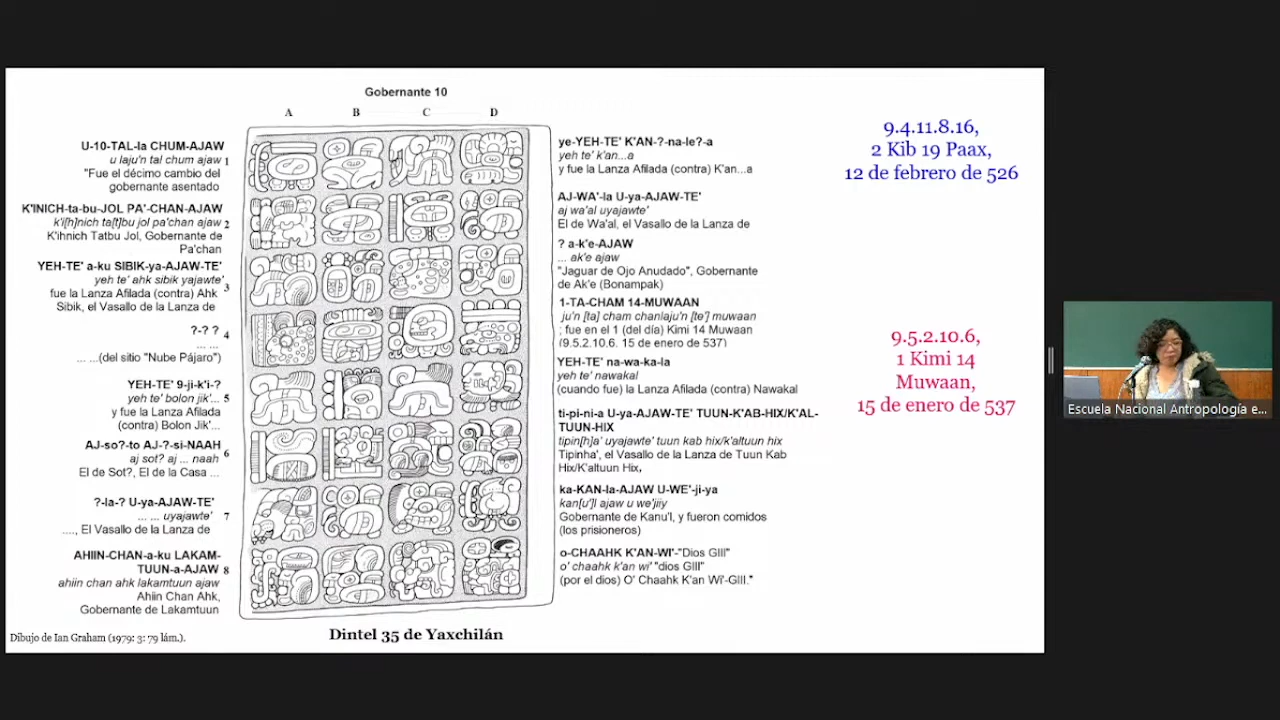 Gobernante 10
A B C D
U-10-TAL-la CHUM-AJAW
u laju'n tal chum ajaw 1
"Fue el décimo cambio del
gobernante asentado
K'INICH-ta-bu-JOL PA'-CHAN-AJAW
k'i[h]nich ta[t]bu jol pa'chan ajaw 2
K'ihnich Tatbu Jol, Gobernante de
Pa'chan
YEH-TE' a-ku SIBIK-ya-AJAW-TE'
yeh te' ahk sibik yajawte' 3
fue la Lanza Afilada (contra) Ahk
Sibik, el Vasallo de la Lanza de
?-? ? 4
... ...
... ...(del sitio "Nube Pájaro")
YEH-TE' 9-ji-k'i-?
yeh te' bolon jik'... 5
y fue la Lanza Afilada
(contra) Bolon Jik'...
AJ-so?-to AJ-?-si-NAAH
aj sot? aj ... naah 6
El de Sot?, El de la Casa ...
?-la-? U-ya-AJAW-TE'
... ... uyajawte' 7
...., El Vasallo de la Lanza de
AHIIN-CHAN-a-ku LAKAM-
TUUN-a-AJAW 8
ahiin chan ahk lakamtuun ajaw
Ahiin Chan Ahk,
Gobernante de Lakamtuun
ye-YEH-TE' K'AN-?-na-le?-a
yeh te' k'an...a
y fue la Lanza Afilada (contra) K'an...a
AJ-WA'-la U-ya-AJAW-TE'
aj wa'al uyajawte'
El de Wa'al, el Vasallo de la Lanza de
? a-k'e-AJAW
... ak'e ajaw
"Jaguar de Ojo Anudado", Gobernante
de Ak'e (Bonampak)
1-TA-CHAM 14-MUWAAN
ju'n [ta] cham chanlaju'n [te'] muwaan
; fue en el 1 (del día) Kimi 14 Muwaan
(9.5.2.10.6. 15 de enero de 537)
YEH-TE' na-wa-ka-la
yeh te' nawakal
(cuando fue) la Lanza Afilada (contra) Nawakal
ti-pi-ni-a U-ya-AJAW-TE' TUUN-K'AB-HIX/K'AL-
TUUN-HIX
tipin[h]a' uyajawte' tuun kab hix/k'altuun hix
Tipinha', el Vasallo de la Lanza de Tuun Kab
Hix/K'altuun Hix,
ka-KAN-la-AJAW U-WE'-ji-ya
kan[u']l ajaw u we'jiiy
Gobernante de Kanu'l, y fueron comidos
(los prisioneros)
o-CHAAHK K'AN-WI'-"Dios GIII"
o' chaahk k'an wi' "dios GIII"
(por el dios) O' Chaahk K'an Wi'-GIII."
9.4.11.8.16,
2 Kib 19 Paax,
12 de febrero de 526
9.5.2.10.6,
1 Kimi 14
Muwaan,
15 de enero de 537
Dibujo de Ian Graham (1979: 3: 79 lám.).
Dintel 35 de Yaxchilán
Escuela Nacional Antropología e...